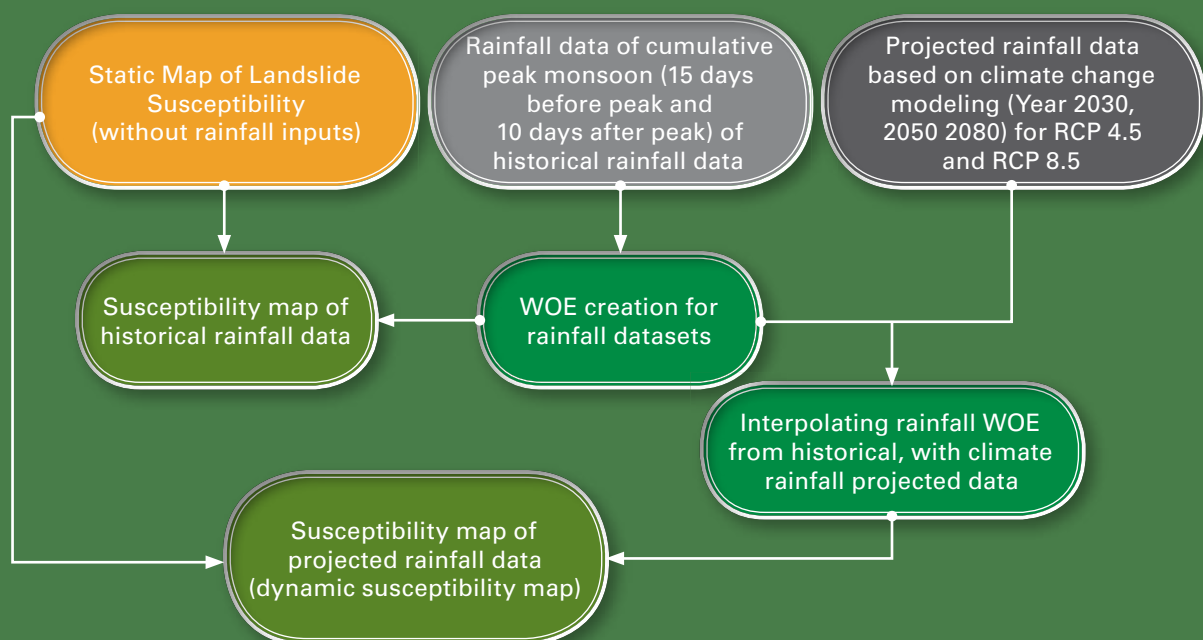 Static Map of Landslide
Susceptibility
(without rainfall inputs)
Rainfall data of cumulative
peak monsoon (15 days
before peak and
10 days after peak) of
historical rainfall data
Projected rainfall data
based on climate change
modeling (Year 2030,
2050 2080) for RCP 4.5
and RCP 8.5
Susceptibility map of
historical rainfall data
WOE creation for
rainfall datasets
Interpolating rainfall WOE
from historical, with climate
rainfall projected data
Susceptibility map of
projected rainfall data
(dynamic susceptibility map)